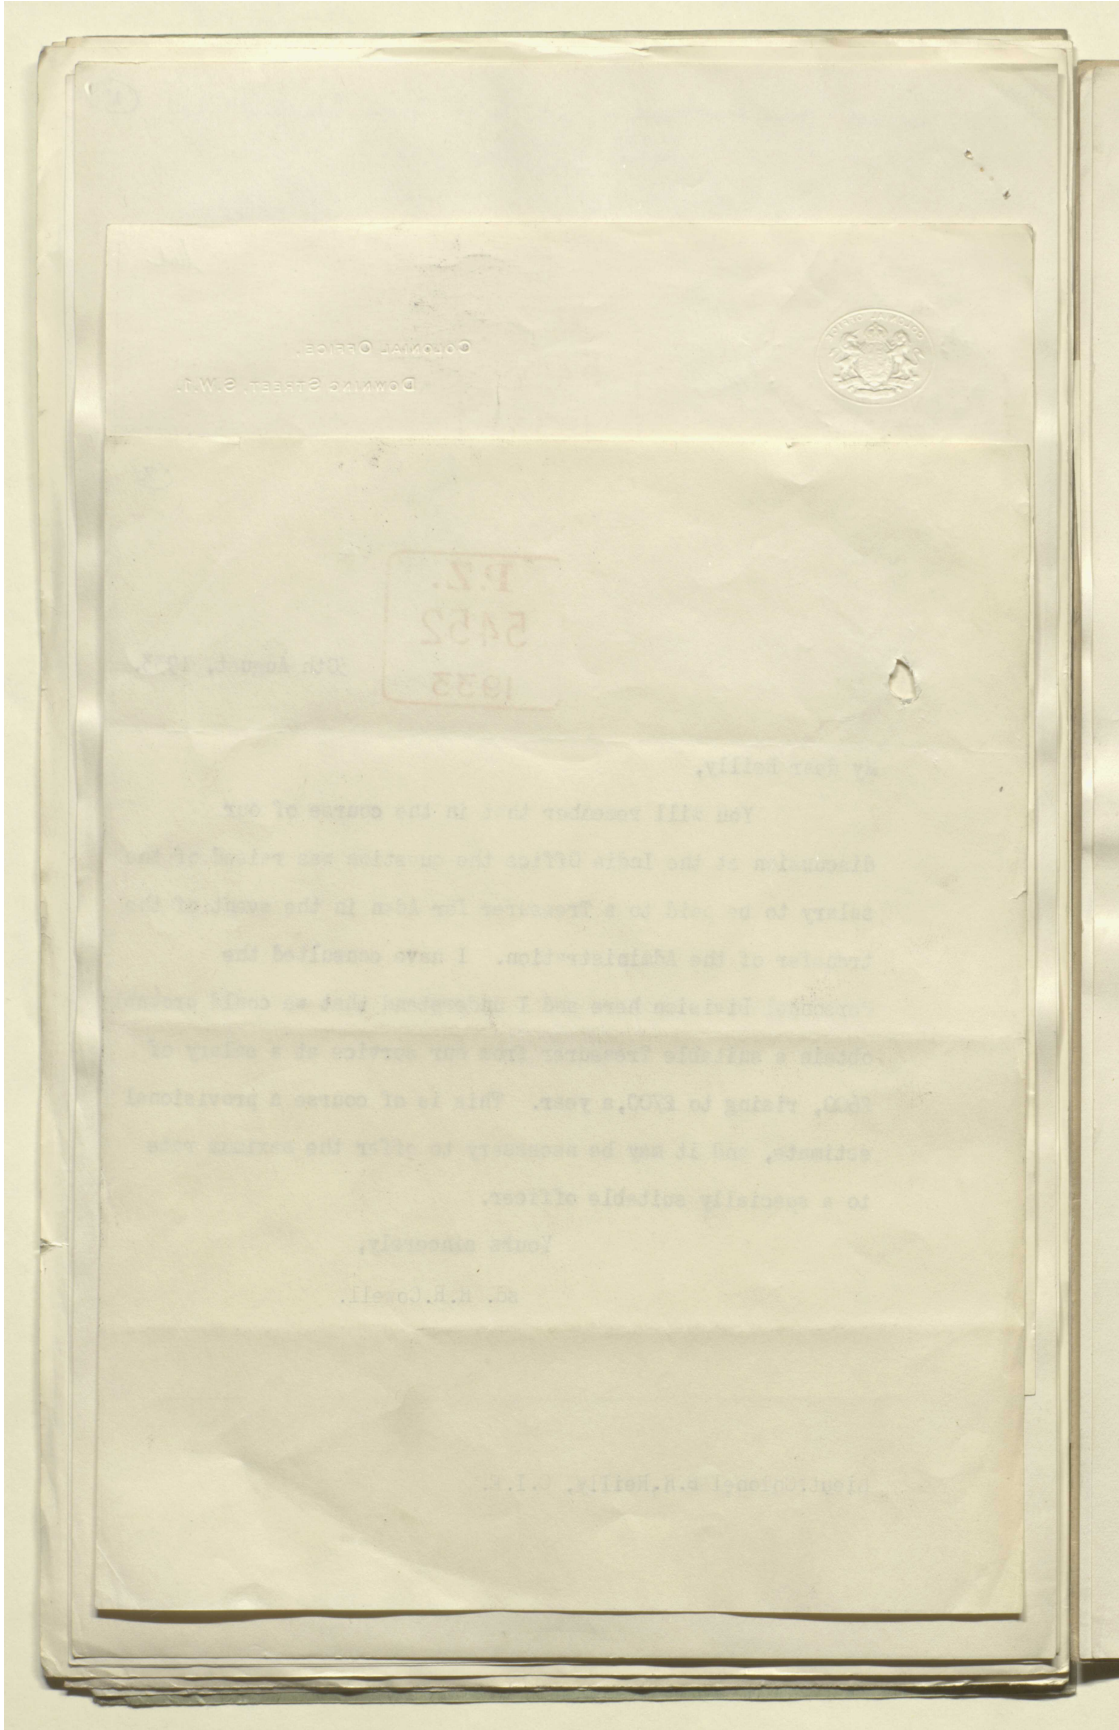 COLONIAL OFFICE.
DOWNING STREET, S.W.1.
P.Z.
5452
1933
August, 1933.
My dear Reilly,
You will remember that in the course of our
discussion at the India Office the question was raised of the
salary to be paid to a Treasurer for Aden in the event of the
transfer of the Administration. I have consulted the
Personnel Division here and I understand that we could
obtain a suitable Treasurer from our service at a salary of
£600, rising to £700, a year. This is of course a provisional
estimate, and it may be necessary to offer the maximum rate
to a specially suitable officer.
Yours sincerely,
Sd. H.R.Cowell.
Lieut.Colonel B.R.Reilly, C.I.E.